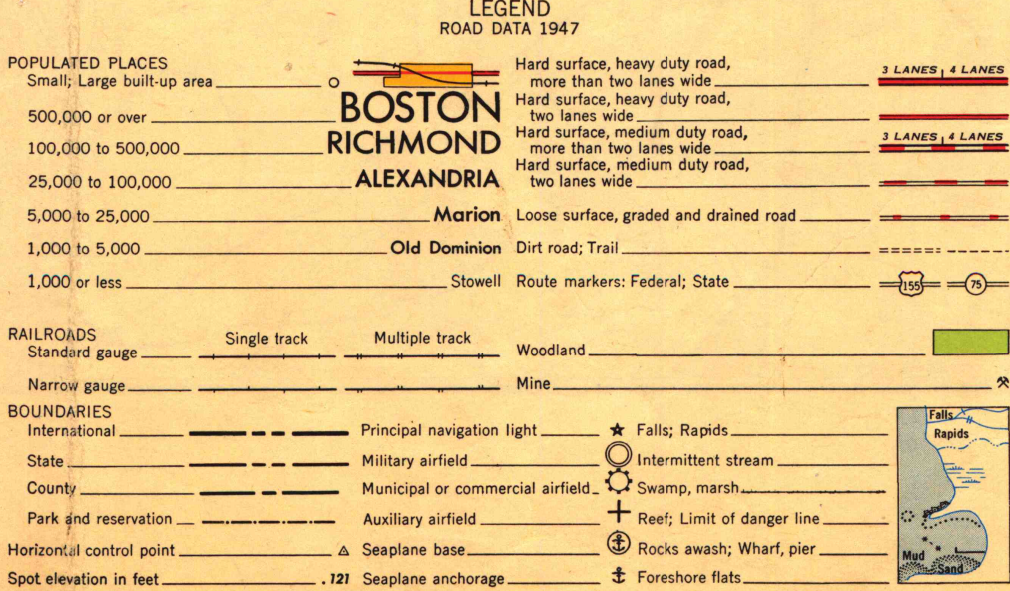 LEGEND
ROAD DATA 1947
POPULATED PLACES
Small; Large built-up area
500,000 or over BOSTON
100,000 to 500,000 RICHMOND
25,000 to 100,000 ALEXANDRIA
5,000 to 25,000 Marion
1,000 to 5,000 Old Dominion
1,000 or less Stowell
Hard surface, heavy duty road,
more than two lanes wide 3 LANES 4 LANES
Hard surface, heavy duty road,
two lanes wide
Hard surface, medium duty road,
more than two lanes wide 3 LANES 4 LANES
Hard surface, medium duty road,
two lanes wide
Loose surface, graded and drained road
Dirt road; Trail
Route markers: Federal; State 155 75
RAILROADS
Single track Multiple track
Standard gauge
Narrow gauge
Woodland
Mine
BOUNDARIES
International
State
County
Park and reservation
Horizontal control point
Spot elevation in feet .121
Principal navigation light
Military airfield
Municipal or commercial airfield
Auxiliary airfield
Seaplane base
Seaplane anchorage
Falls; Rapids
Intermittent stream
Swamp, marsh
Reef; Limit of danger line
Rocks awash; Wharf, pier
Foreshore flats
Falls
Rapids
Mud
Sand